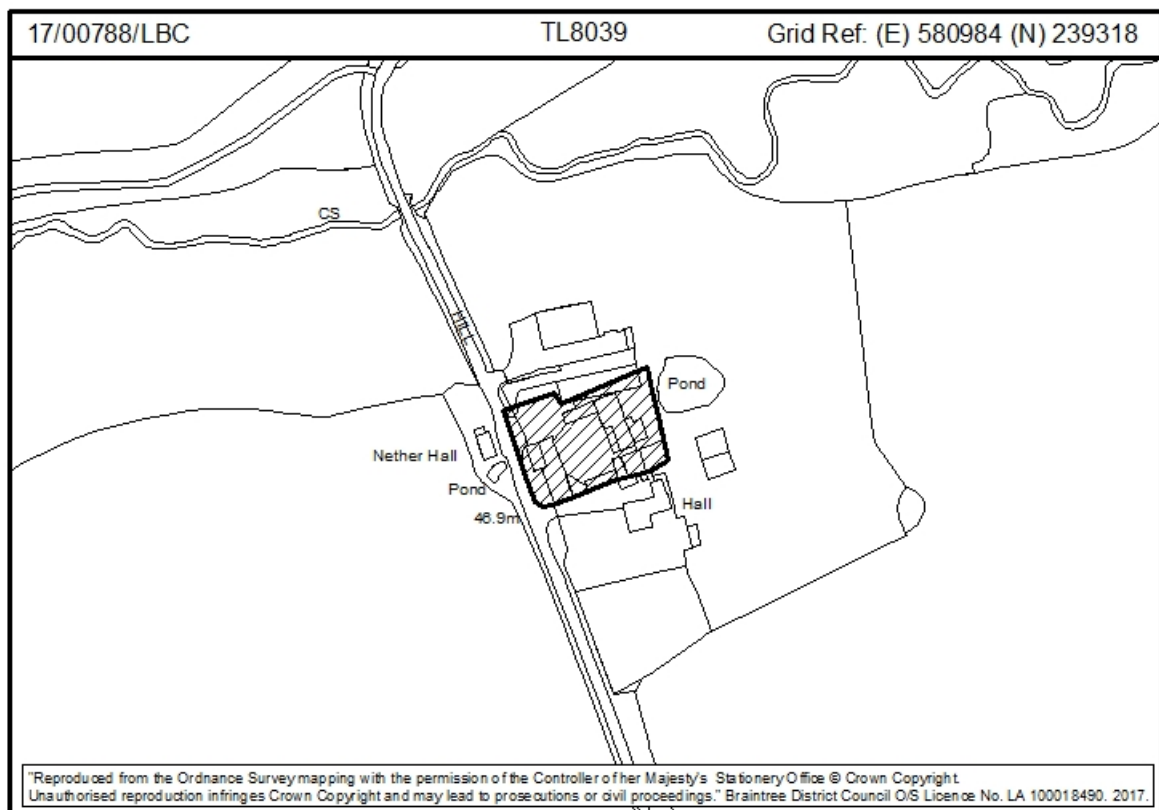 17/00788/LBC TL8039 Grid Ref: (E) 580984 (N) 239318
CS
HILL
Pond
Nether Hall
Pond
46.9m
Hall
"Reproduced from the Ordnance Survey mapping with the permission of the Controller of her Majesty's Stationery Office © Crown Copyright.
Unauthorised reproduction infringes Crown Copyright and may lead to prosecutions or civil proceedings." Braintree District Council O/S Licence No. LA 100018490. 2017.